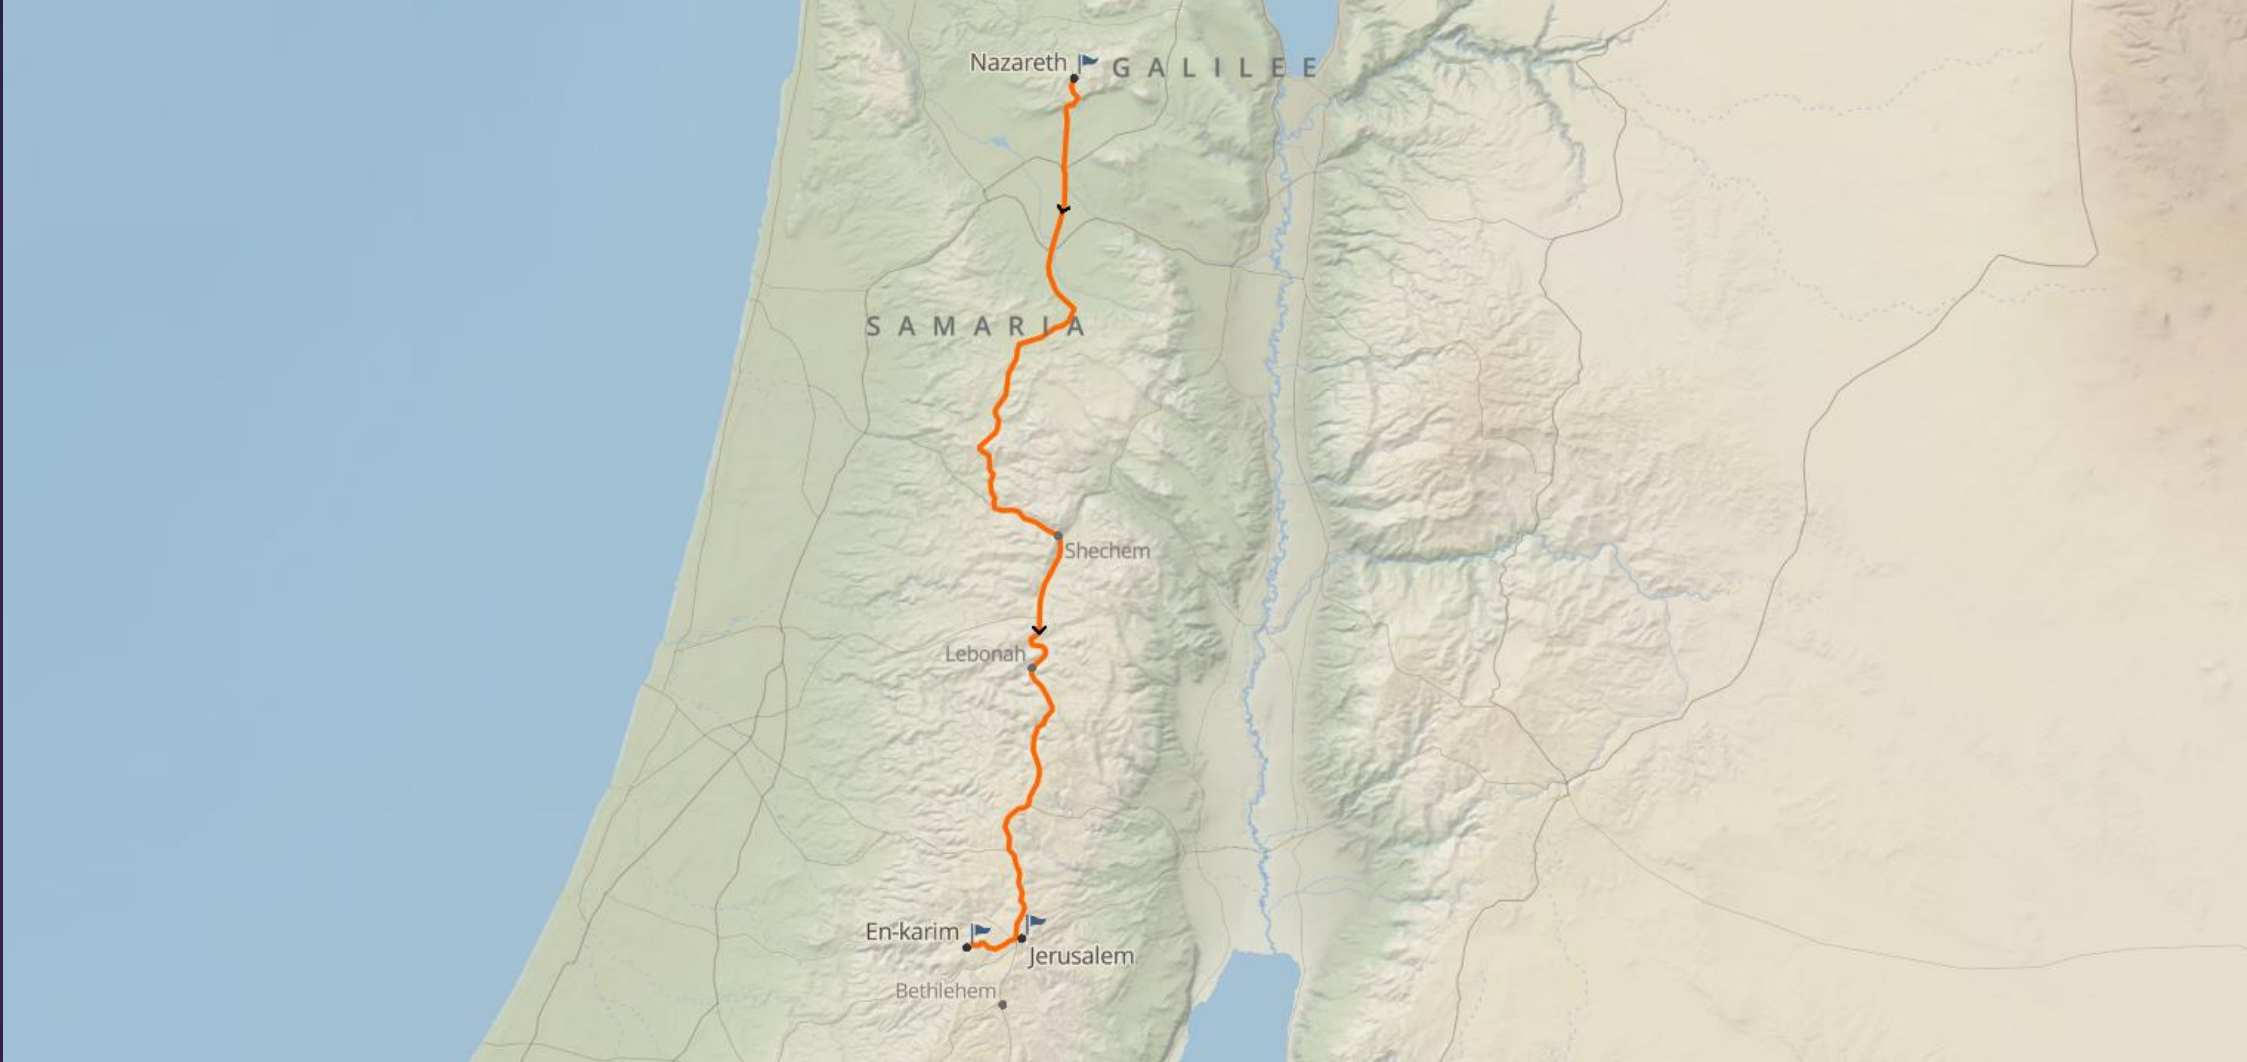 Nazareth
GALILEE
SAMARIA
Shechem
Lebonah
En-karim
Jerusalem
Bethlehem